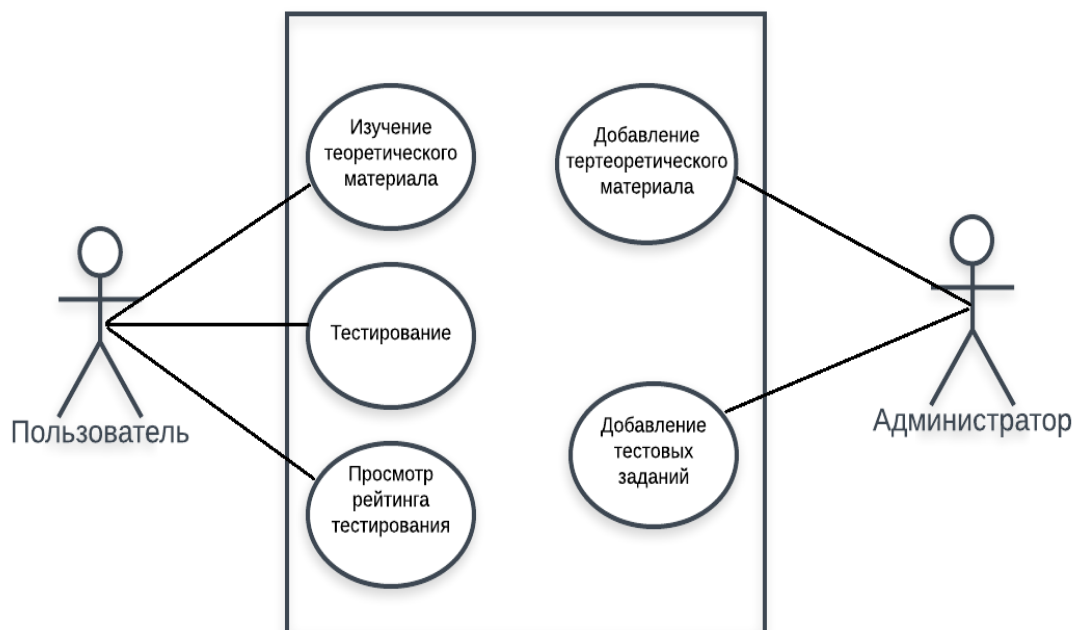 Изучение
теоретического
материала
Добавление
тертеоретического
материала
Тестирование
Пользователь
Администратор
Добавление
тестовых
заданий
Просмотр
рейтинга
тестирования